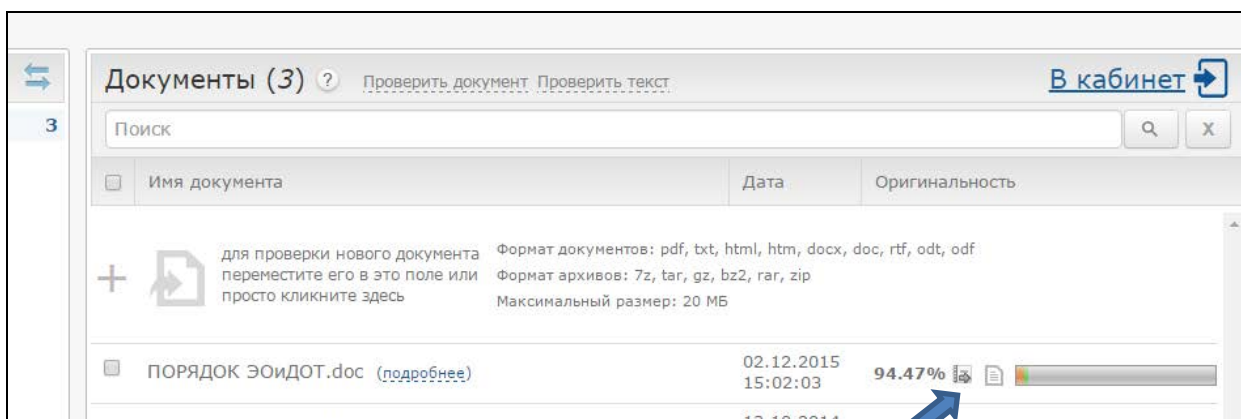 Документы (3) ? Проверить документ Проверить текст В кабинет
3 Поиск X
Имя документа Дата Оригинальность
для проверки нового документа
переместите его в это поле или
просто кликните здесь
Формат документов: pdf, txt, html, htm, docx, doc, rtf, odt, odf
Формат архивов: 7z, tar, gz, bz2, rar, zip
Максимальный размер: 20 МБ
ПОРЯДОК ЭОиДОТ.doc (подробнее) 02.12.2015
15:02:03
94.47%